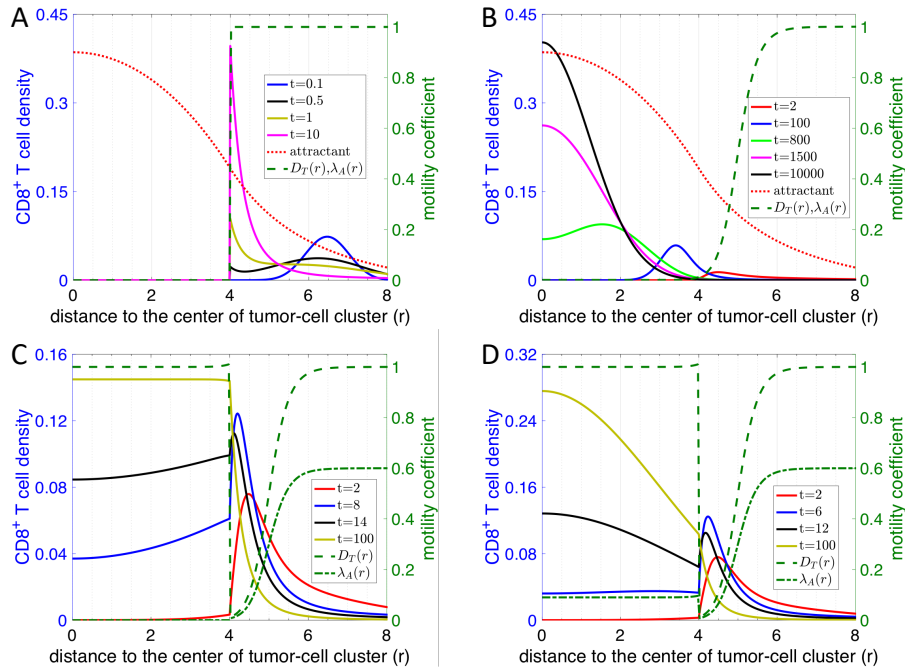 A
CD8⁺ T cell density
0.45
0.3
0.15
0
1
0.8
0.6
0.4
0.2
0
motility coefficient
t=0.1
t=0.5
t=1
t=10
attractant
D_T(r),λ_A(r)
0 2 4 6 8
distance to the center of tumor-cell cluster (r)
B
CD8⁺ T cell density
0.45
0.3
0.15
0
1
0.8
0.6
0.4
0.2
0
motility coefficient
t=2
t=100
t=800
t=1500
t=10000
attractant
D_T(r),λ_A(r)
0 2 4 6 8
distance to the center of tumor-cell cluster (r)
C
CD8⁺ T cell density
0.16
0.12
0.08
0.04
0
1
0.8
0.6
0.4
0.2
0
motility coefficient
t=2
t=8
t=14
t=100
D_T(r)
λ_A(r)
0 2 4 6 8
distance to the center of tumor-cell cluster (r)
D
CD8⁺ T cell density
0.32
0.24
0.16
0.08
0
1
0.8
0.6
0.4
0.2
0
motility coefficient
t=2
t=6
t=12
t=100
D_T(r)
λ_A(r)
0 2 4 6 8
distance to the center of tumor-cell cluster (r)